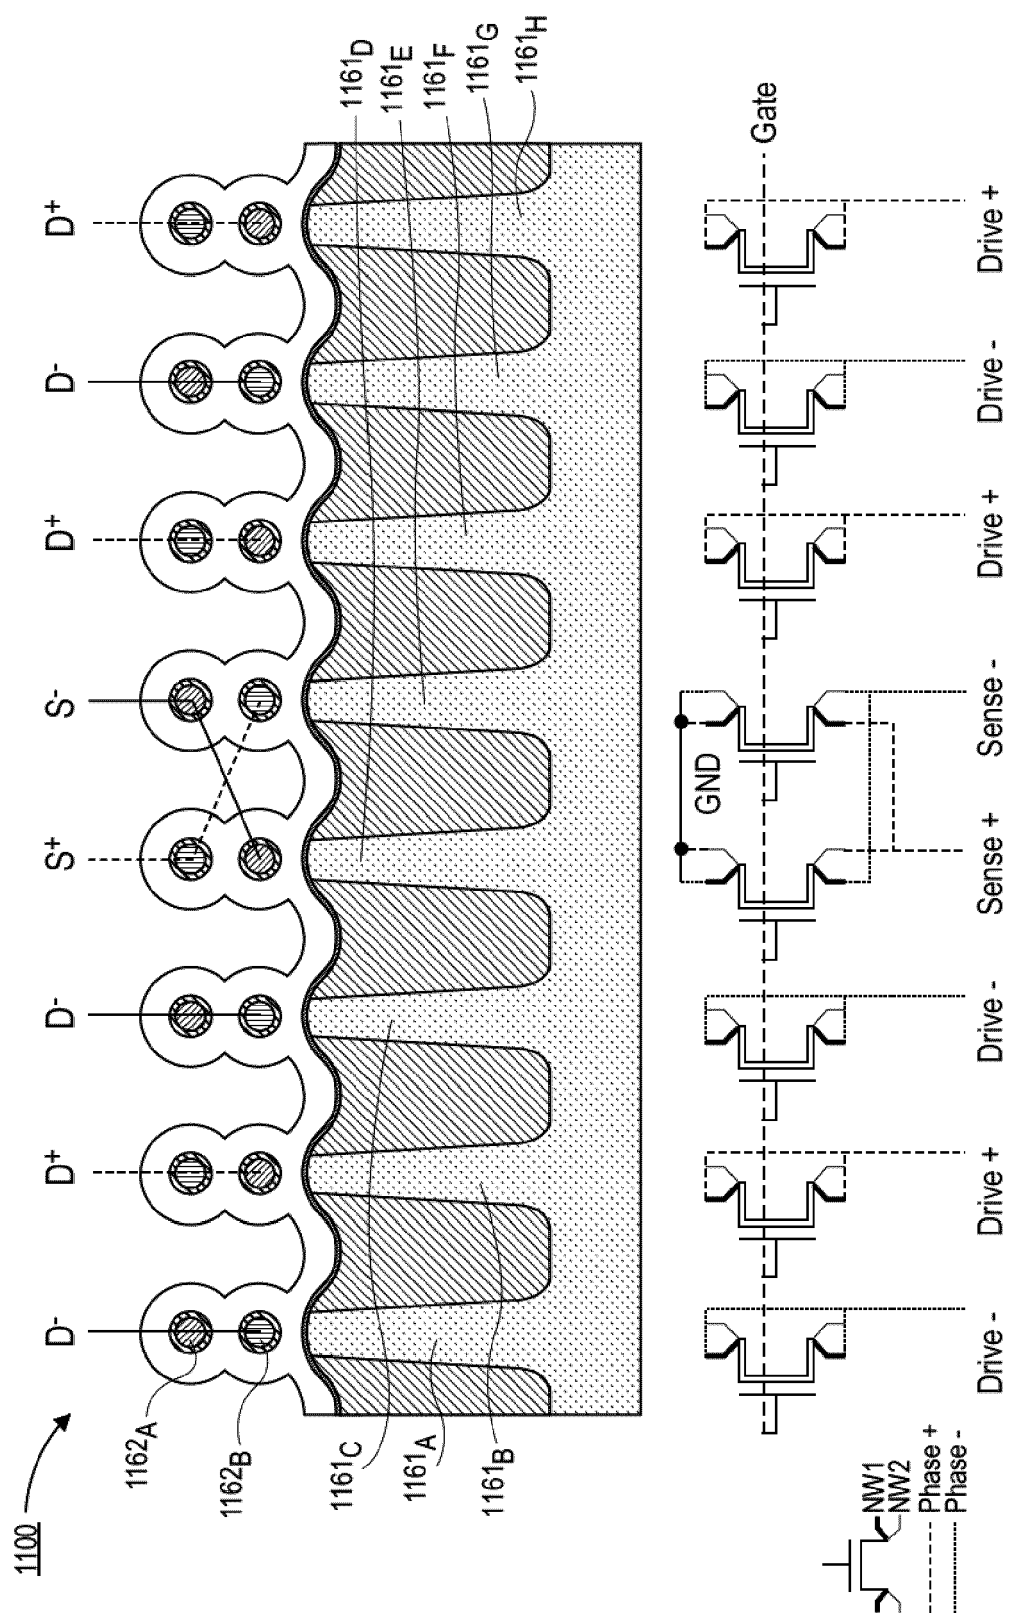 1100
D-
D+
D-
S+
S-
D+
D-
D+
1162A
1162B
1161C
1161A
1161B
1161D
1161E
1161F
1161G
1161H
Gate
GND
Drive -
Drive +
Drive -
Sense +
Sense -
Drive +
Drive -
Drive +
NW1
NW2
Phase +
Phase -